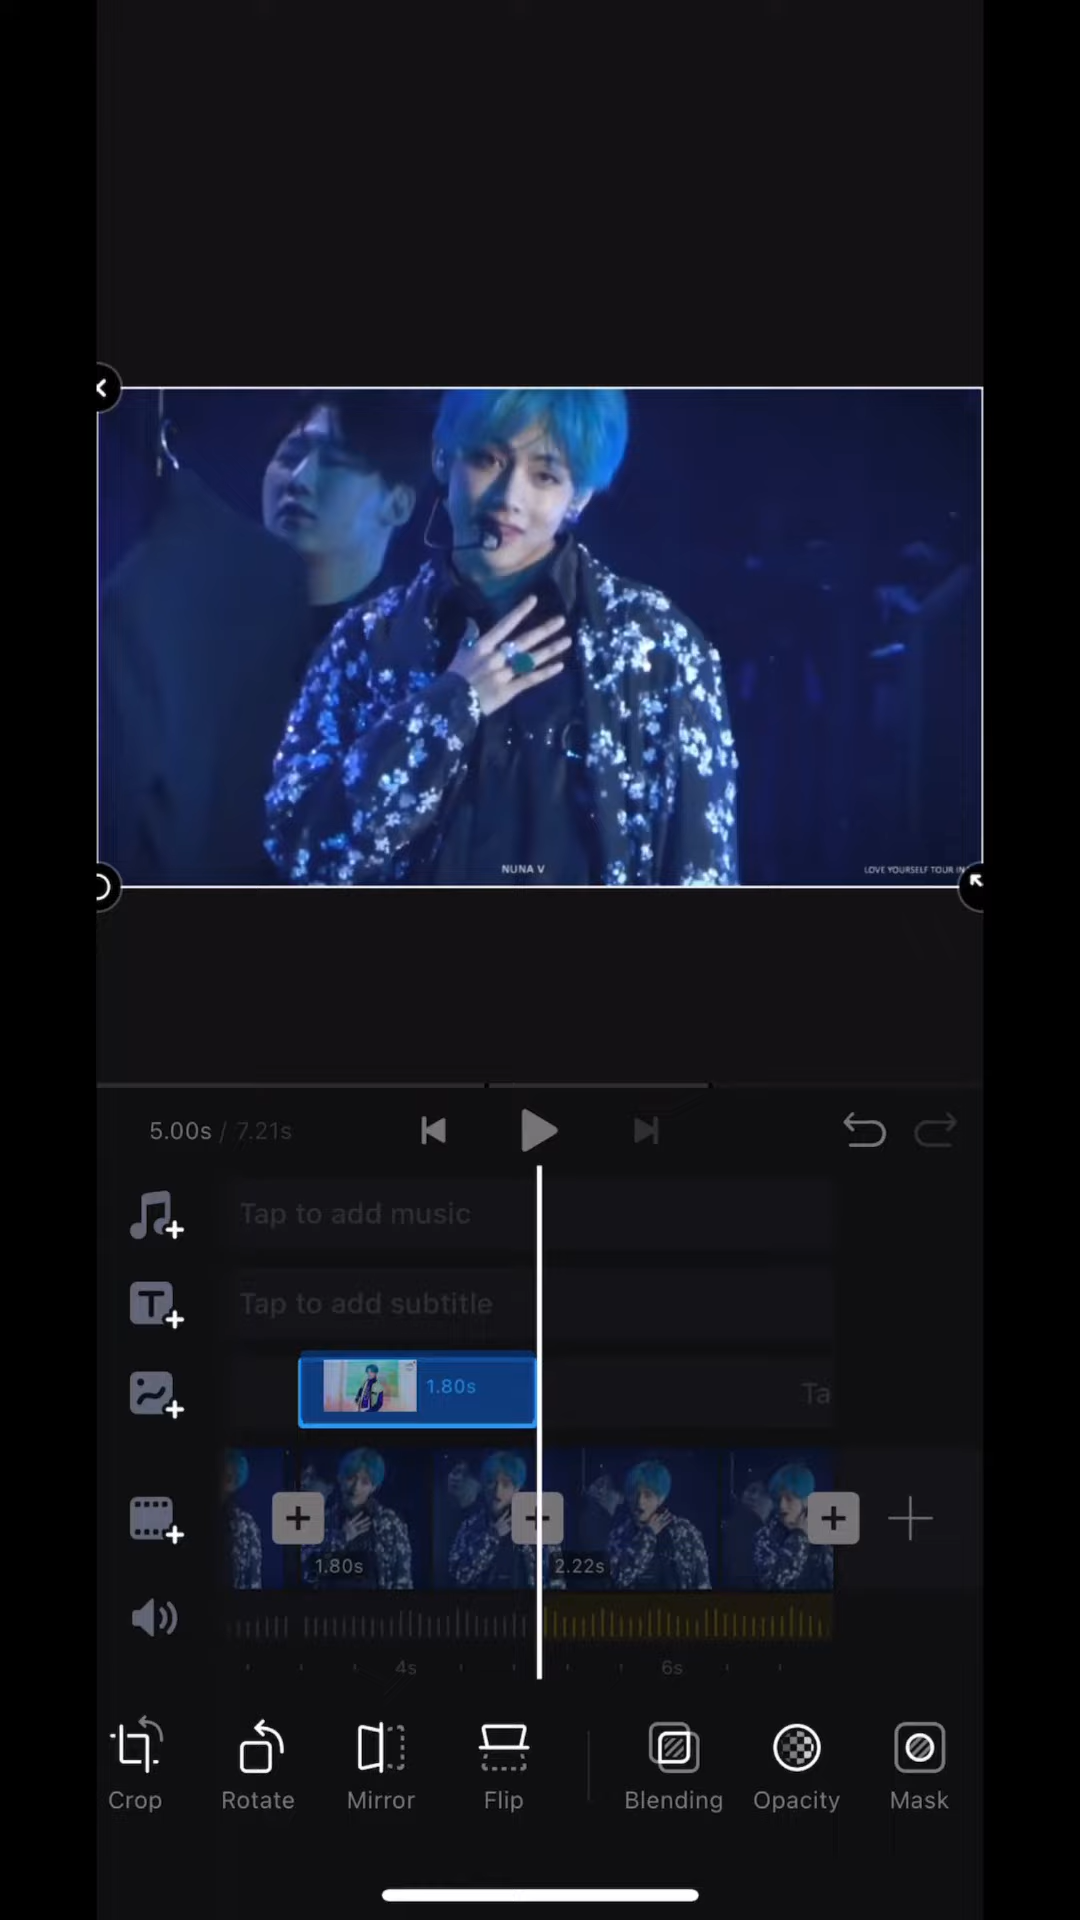 NUNA V
LOVE YOURSELF TOUR IN
5.00s / 7.21s
Tap to add music
Tap to add subtitle
1.80s
Ta
1.80s
2.22s
4s
6s
Crop
Rotate
Mirror
Flip
Blending
Opacity
Mask